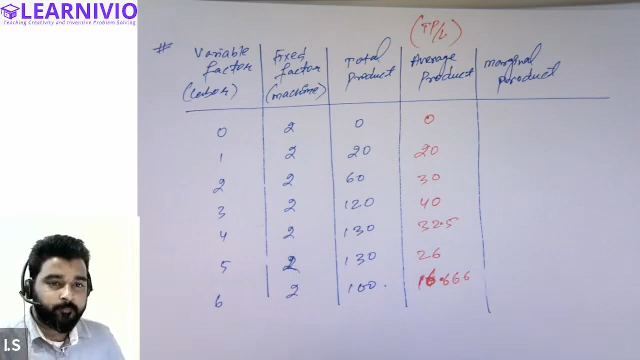 LEARNIVIO
Teaching Creativity and Inventive Problem Solving
(TP/L)
# Variable Factor (Labor) Fixed Factor (machine) Total Product Average Product Marginal Product
0 2 0 0
1 2 20 20
2 2 60 30
3 2 120 40
4 2 130 32.5
5 2 130 26
6 2 100. 16.666
I.S